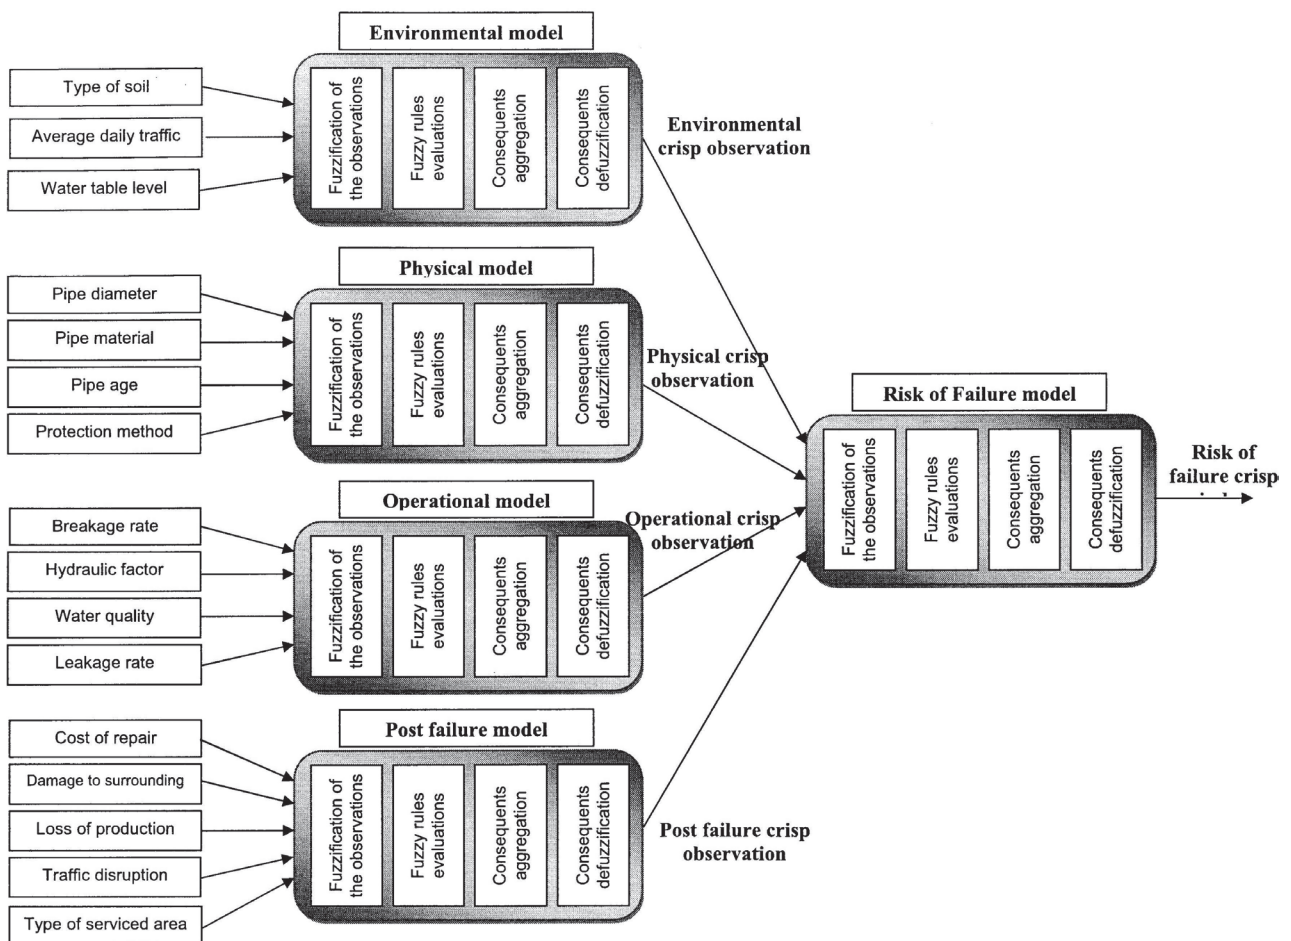 Environmental model
Type of soil
Average daily traffic
Water table level
Fuzzification of
the observations
Fuzzy rules
evaluations
Consequents
aggregation
Consequents
defuzzification
Environmental
crisp observation
Physical model
Pipe diameter
Pipe material
Pipe age
Protection method
Fuzzification of
the observations
Fuzzy rules
evaluations
Consequents
aggregation
Consequents
defuzzification
Physical crisp
observation
Operational model
Breakage rate
Hydraulic factor
Water quality
Leakage rate
Fuzzification of
the observations
Fuzzy rules
evaluations
Consequents
aggregation
Consequents
defuzzification
Operational crisp
observation
Post failure model
Cost of repair
Damage to surrounding
Loss of production
Traffic disruption
Type of serviced area
Fuzzification of
the observations
Fuzzy rules
evaluations
Consequents
aggregation
Consequents
defuzzification
Post failure crisp
observation
Risk of Failure model
Fuzzification of
the observations
Fuzzy rules
evaluations
Consequents
aggregation
Consequents
defuzzification
Risk of
failure crisp